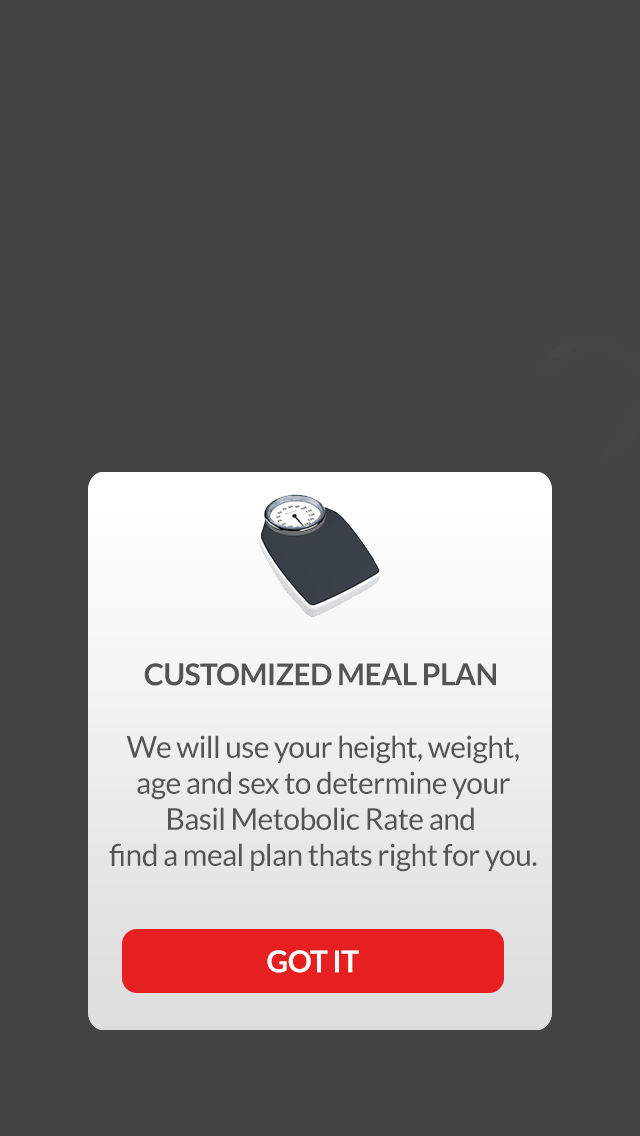 CUSTOMIZED MEAL PLAN
We will use your height, weight,
age and sex to determine your
Basil Metobolic Rate and
find a meal plan thats right for you.
GOT IT